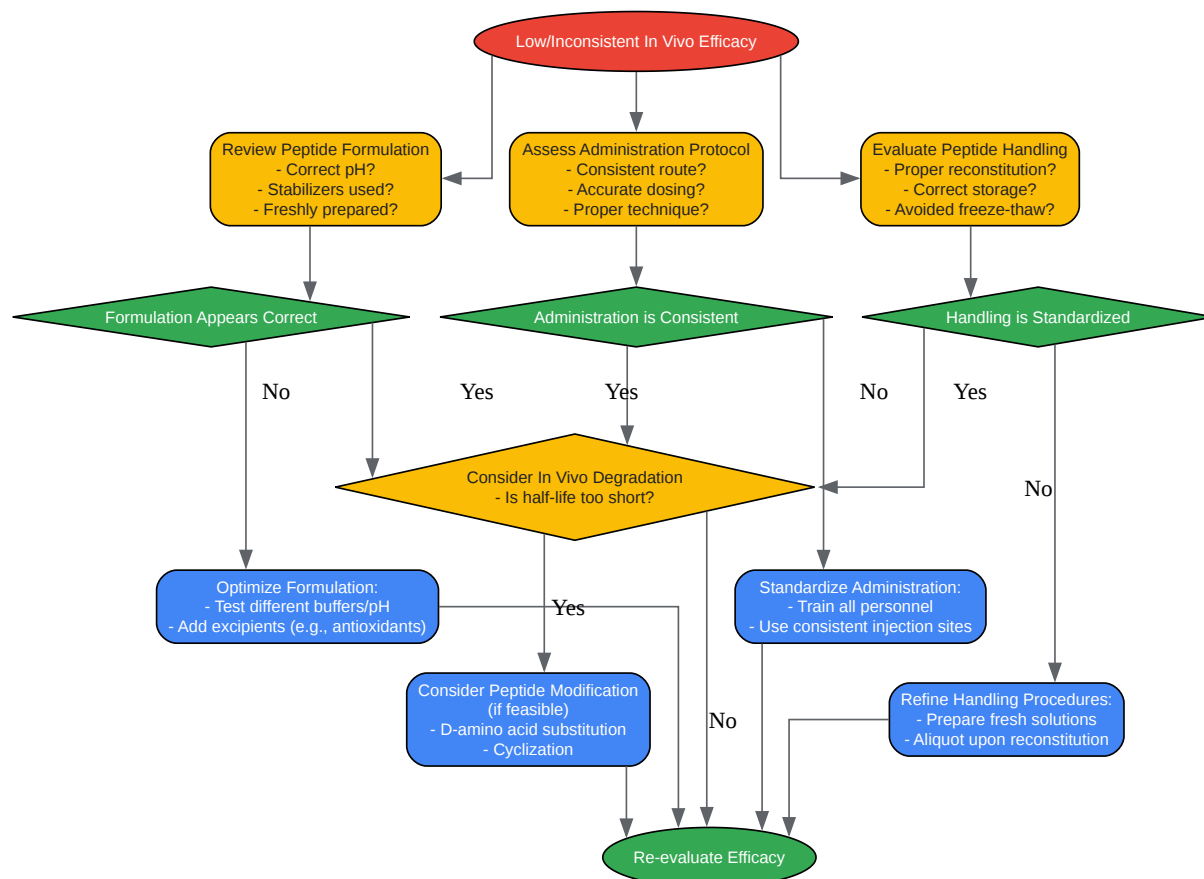 Low/Inconsistent In Vivo Efficacy
Review Peptide Formulation
- Correct pH?
- Stabilizers used?
- Freshly prepared?
Assess Administration Protocol
- Consistent route?
- Accurate dosing?
- Proper technique?
Evaluate Peptide Handling
- Proper reconstitution?
- Correct storage?
- Avoided freeze-thaw?
Formulation Appears Correct
Administration is Consistent
Handling is Standardized
No
Yes
Yes
No
Yes
Consider In Vivo Degradation
- Is half-life too short?
No
Optimize Formulation:
- Test different buffers/pH
- Add excipients (e.g., antioxidants)
Yes
Standardize Administration:
- Train all personnel
- Use consistent injection sites
Consider Peptide Modification
(if feasible)
- D-amino acid substitution
- Cyclization
No
Refine Handling Procedures:
- Prepare fresh solutions
- Aliquot upon reconstitution
Re-evaluate Efficacy